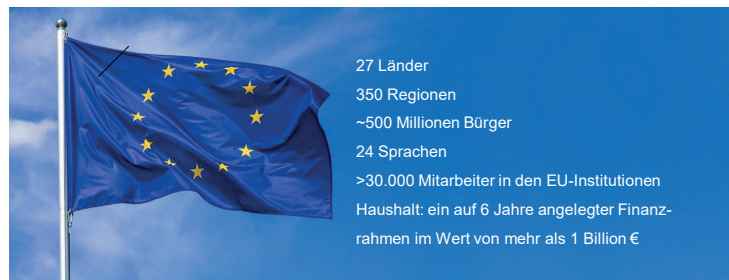 27 Länder
350 Regionen
~500 Millionen Bürger
24 Sprachen
>30.000 Mitarbeiter in den EU-Institutionen
Haushalt: ein auf 6 Jahre angelegter Finanz-
rahmen im Wert von mehr als 1 Billion €